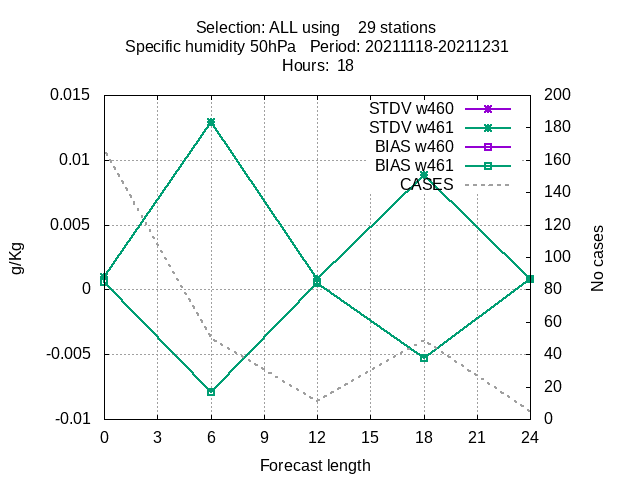 Selection: ALL using    29 stations
Specific humidity 50hPa   Period: 20211118-20211231
Hours:  18
0.015
0.01
0.005
0
-0.005
-0.01
g/Kg
STDV w460
STDV w461
BIAS w460
BIAS w461
CASES
200
180
160
140
120
100
80
60
40
20
0
No cases
0 3 6 9 12 15 18 21 24
Forecast length